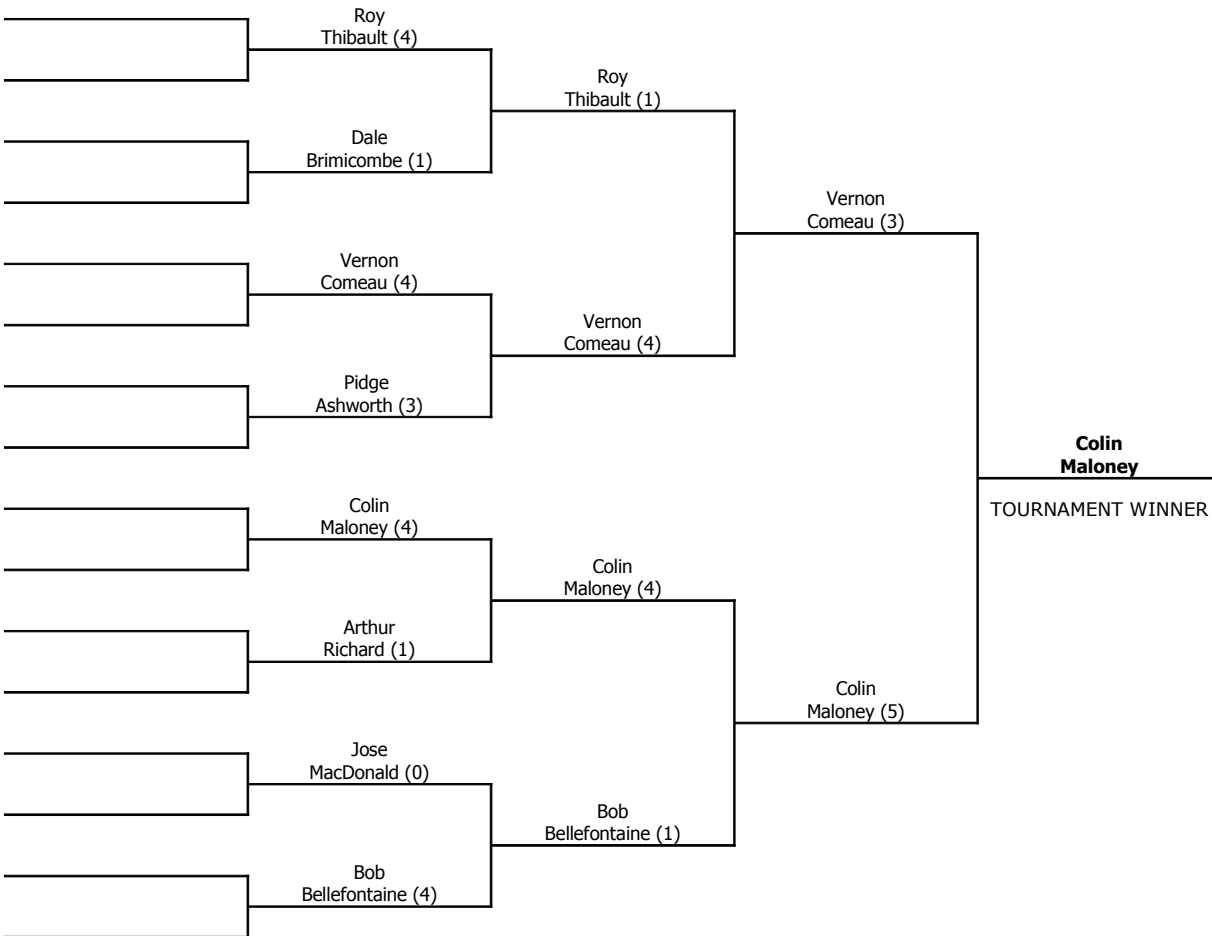 Roy
Thibault (4)
Roy
Thibault (1)
Dale
Brimicombe (1)
Vernon
Comeau (3)
Vernon
Comeau (4)
Vernon
Comeau (4)
Pidge
Ashworth (3)
Colin
Maloney
TOURNAMENT WINNER
Colin
Maloney (4)
Colin
Maloney (4)
Arthur
Richard (1)
Colin
Maloney (5)
Jose
MacDonald (0)
Bob
Bellefontaine (1)
Bob
Bellefontaine (4)